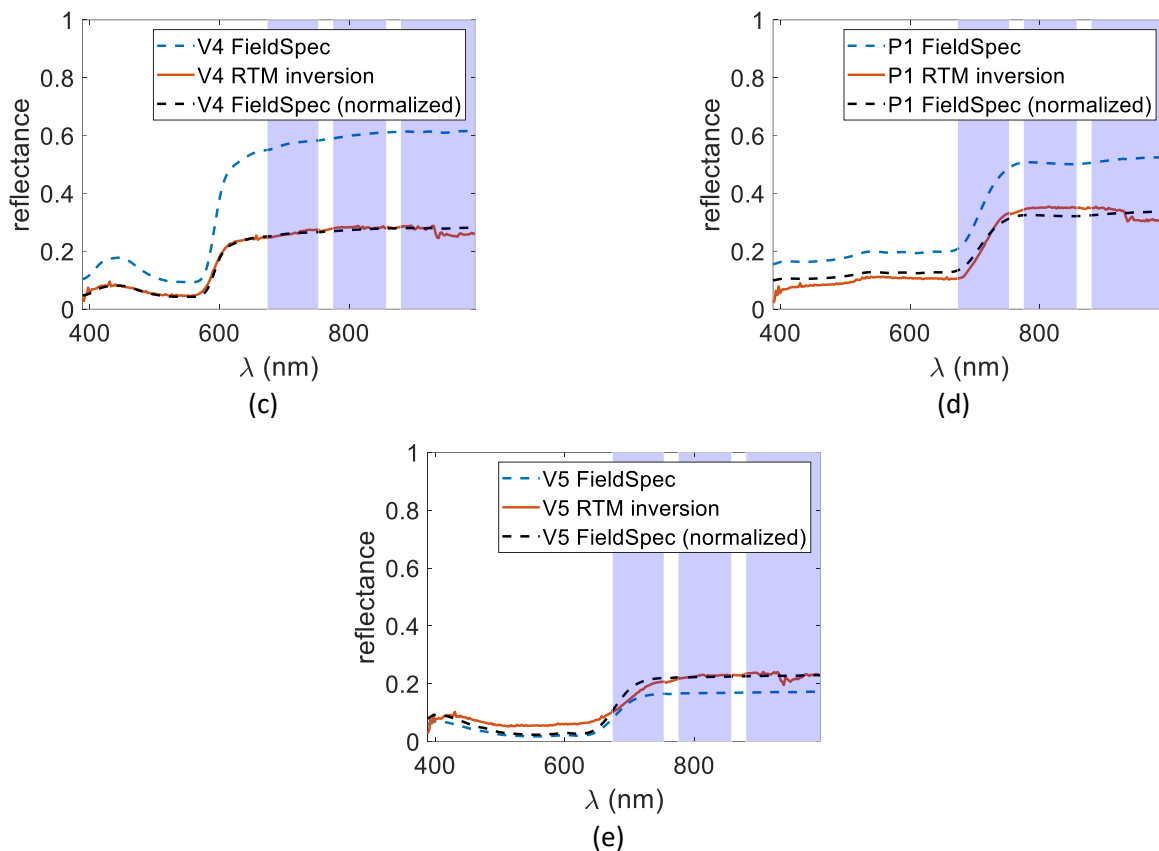 1
0.8
0.6
0.4
0.2
0
reflectance
V4 FieldSpec
V4 RTM inversion
V4 FieldSpec (normalized)
400
600
800
λ (nm)
(c)
1
0.8
0.6
0.4
0.2
0
reflectance
P1 FieldSpec
P1 RTM inversion
P1 FieldSpec (normalized)
400
600
800
λ (nm)
(d)
1
0.8
0.6
0.4
0.2
0
reflectance
V5 FieldSpec
V5 RTM inversion
V5 FieldSpec (normalized)
400
600
800
λ (nm)
(e)